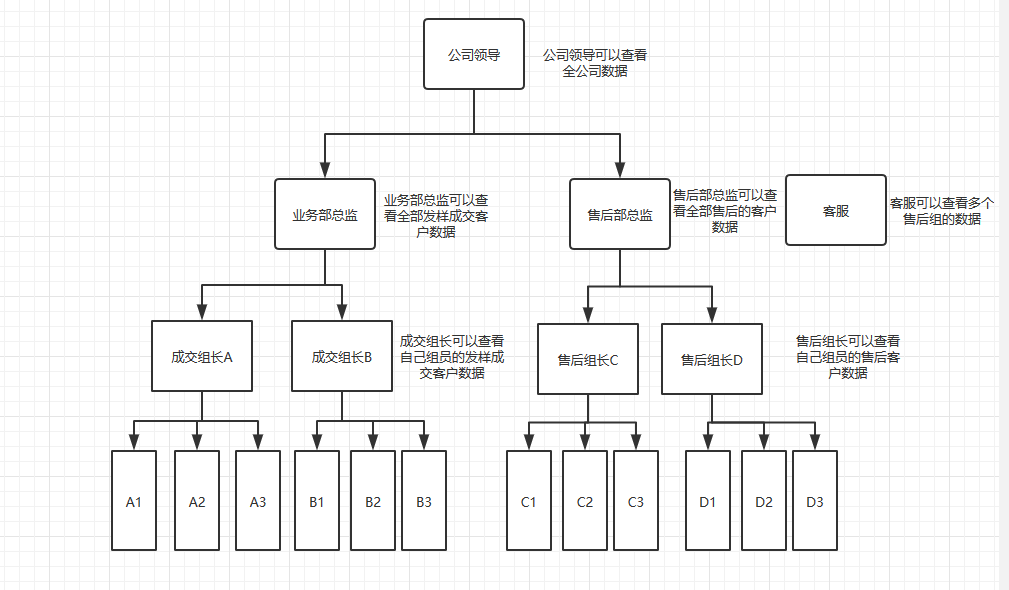 公司领导
公司领导可以查看
全公司数据
业务部总监
业务部总监可以查
看全部发样成交客
户数据
售后部总监
售后部总监可以查
看全部售后的客户
数据
客服
客服可以查看多个
售后组的数据
成交组长A
成交组长B
成交组长可以查看
自己组员的发样成
交客户数据
售后组长C
售后组长D
售后组长可以查看
自己组员的售后客
户数据
A1
A2
A3
B1
B2
B3
C1
C2
C3
D1
D2
D3